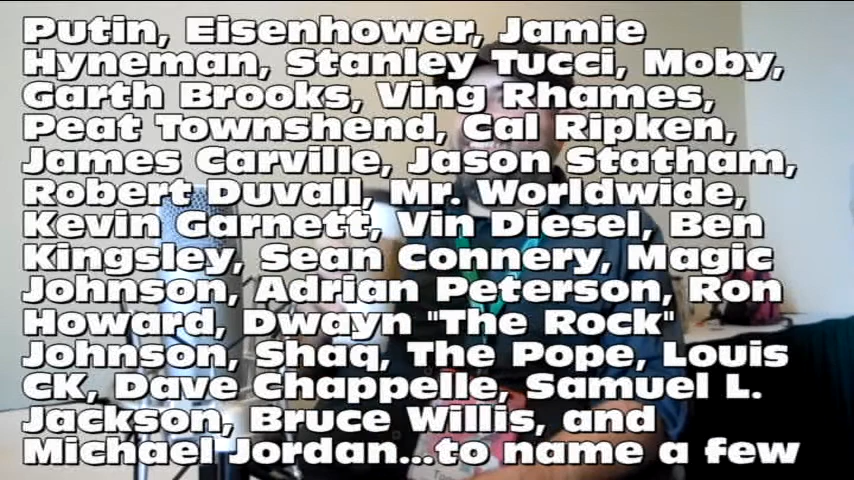 Putin, Eisenhower, Jamie
Hyneman, Stanley Tucci, Moby,
Garth Brooks, Ving Rhames,
Peat Townshend, Cal Ripken,
James Carville, Jason Statham,
Robert Duvall, Mr. Worldwide,
Kevin Garnett, Vin Diesel, Ben
Kingsley, Sean Connery, Magic
Johnson, Adrian Peterson, Ron
Howard, Dwayn "The Rock"
Johnson, Shaq, The Pope, Louis
CK, Dave Chappelle, Samuel L.
Jackson, Bruce Willis, and
Michael Jordan...to name a few